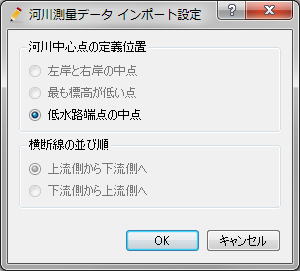 河川測量データ インポート設定
河川中心点の定義位置
左岸と右岸の中点
最も標高が低い点
低水路端点の中点
横断線の並び順
上流側から下流側へ
下流側から上流側へ
OK
キャンセル